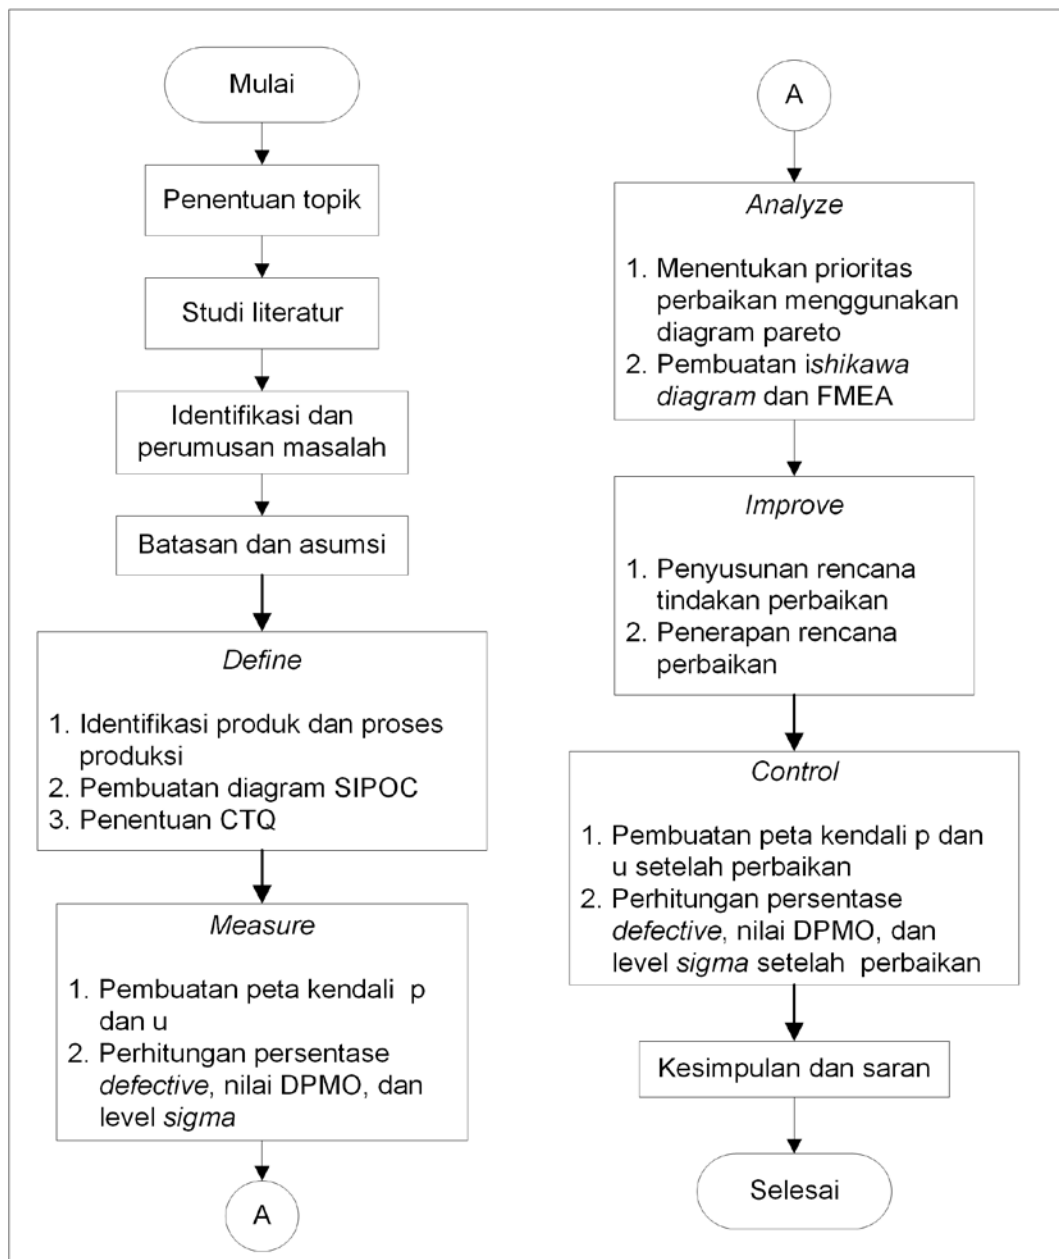 Mulai
Penentuan topik
Studi literatur
Identifikasi dan
perumusan masalah
Batasan dan asumsi
Define
1. Identifikasi produk dan proses
produksi
2. Pembuatan diagram SIPOC
3. Penentuan CTQ
Measure
1. Pembuatan peta kendali p
dan u
2. Perhitungan persentase
defective, nilai DPMO, dan
level sigma
A
A
Analyze
1. Menentukan prioritas
perbaikan menggunakan
diagram pareto
2. Pembuatan ishikawa
diagram dan FMEA
Improve
1. Penyusunan rencana
tindakan perbaikan
2. Penerapan rencana
perbaikan
Control
1. Pembuatan peta kendali p dan
u setelah perbaikan
2. Perhitungan persentase
defective, nilai DPMO, dan
level sigma setelah perbaikan
Kesimpulan dan saran
Selesai